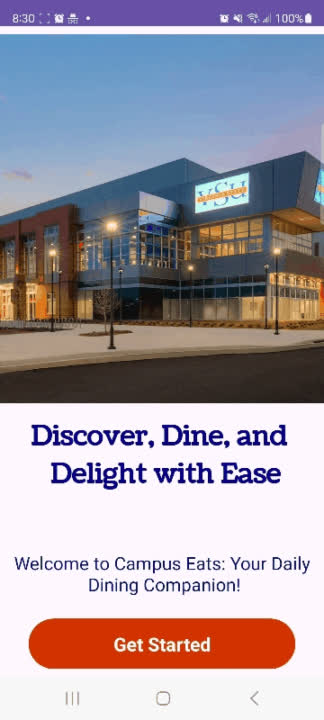 8:30
100%
VSU
Discover, Dine, and
Delight with Ease
Welcome to Campus Eats: Your Daily
Dining Companion!
Get Started